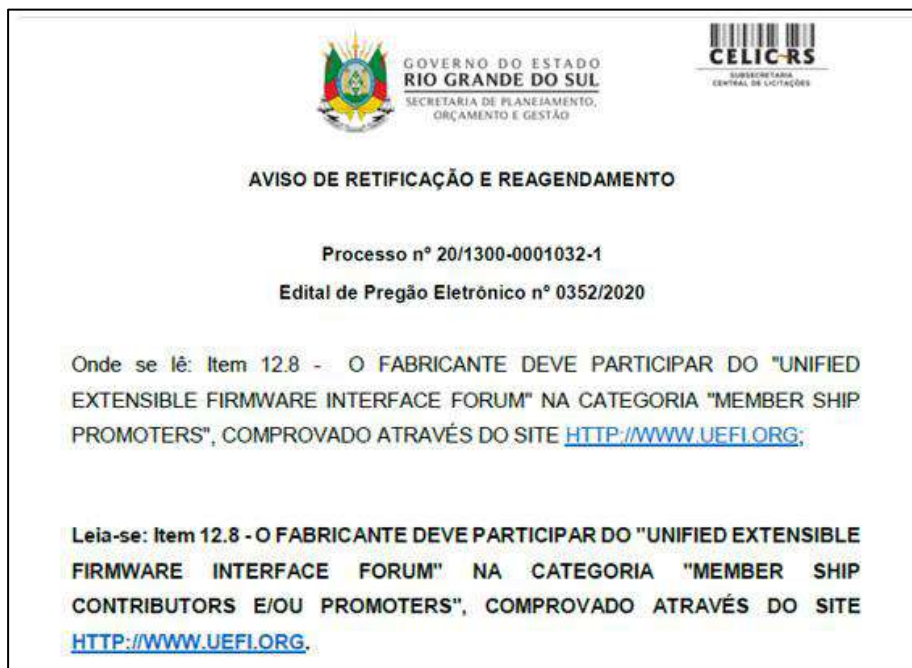 GOVERNO DO ESTADO
RIO GRANDE DO SUL
SECRETARIA DE PLANEJAMENTO,
ORÇAMENTO E GESTÃO
CELIC-RS
SUBSECRETARIA
CENTRAL DE LICITAÇÕES
AVISO DE RETIFICAÇÃO E REAGENDAMENTO
Processo nº 20/1300-0001032-1
Edital de Pregão Eletrônico nº 0352/2020
Onde se lê: Item 12.8 - O FABRICANTE DEVE PARTICIPAR DO "UNIFIED
EXTENSIBLE FIRMWARE INTERFACE FORUM" NA CATEGORIA "MEMBER SHIP
PROMOTERS", COMPROVADO ATRAVÉS DO SITE HTTP://WWW.UEFI.ORG;
Leia-se: Item 12.8 - O FABRICANTE DEVE PARTICIPAR DO "UNIFIED EXTENSIBLE
FIRMWARE INTERFACE FORUM" NA CATEGORIA "MEMBER SHIP
CONTRIBUTORS E/OU PROMOTERS", COMPROVADO ATRAVÉS DO SITE
HTTP://WWW.UEFI.ORG.